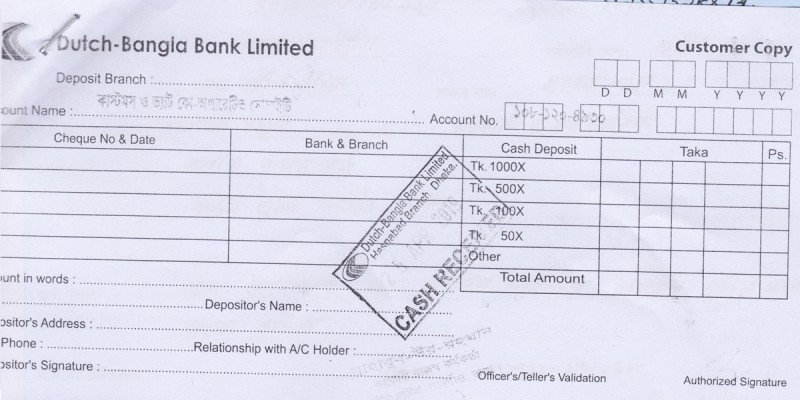 Dutch-Bangla Bank Limited
Customer Copy
Deposit Branch :
D D M M Y Y Y Y
ount Name : কাস্টমস ও ভ্যাট কো-অপারেটিভ সোসাইটি
Account No. ১০৮-১২০-৪৯৩০
Cheque No & Date Bank & Branch Cash Deposit Taka Ps.
Tk. 1000X
Tk. 500X
Tk. 100X
Tk. 50X
Other
Total Amount
Dutch-Bangla Bank Limited
Hasnabad Branch, Dhaka.
APR
CASH RECEIVED
unt in words :
Depositor's Name :
ositor's Address :
Phone : Relationship with A/C Holder :
ositor's Signature :
Officer's/Teller's Validation
Authorized Signature